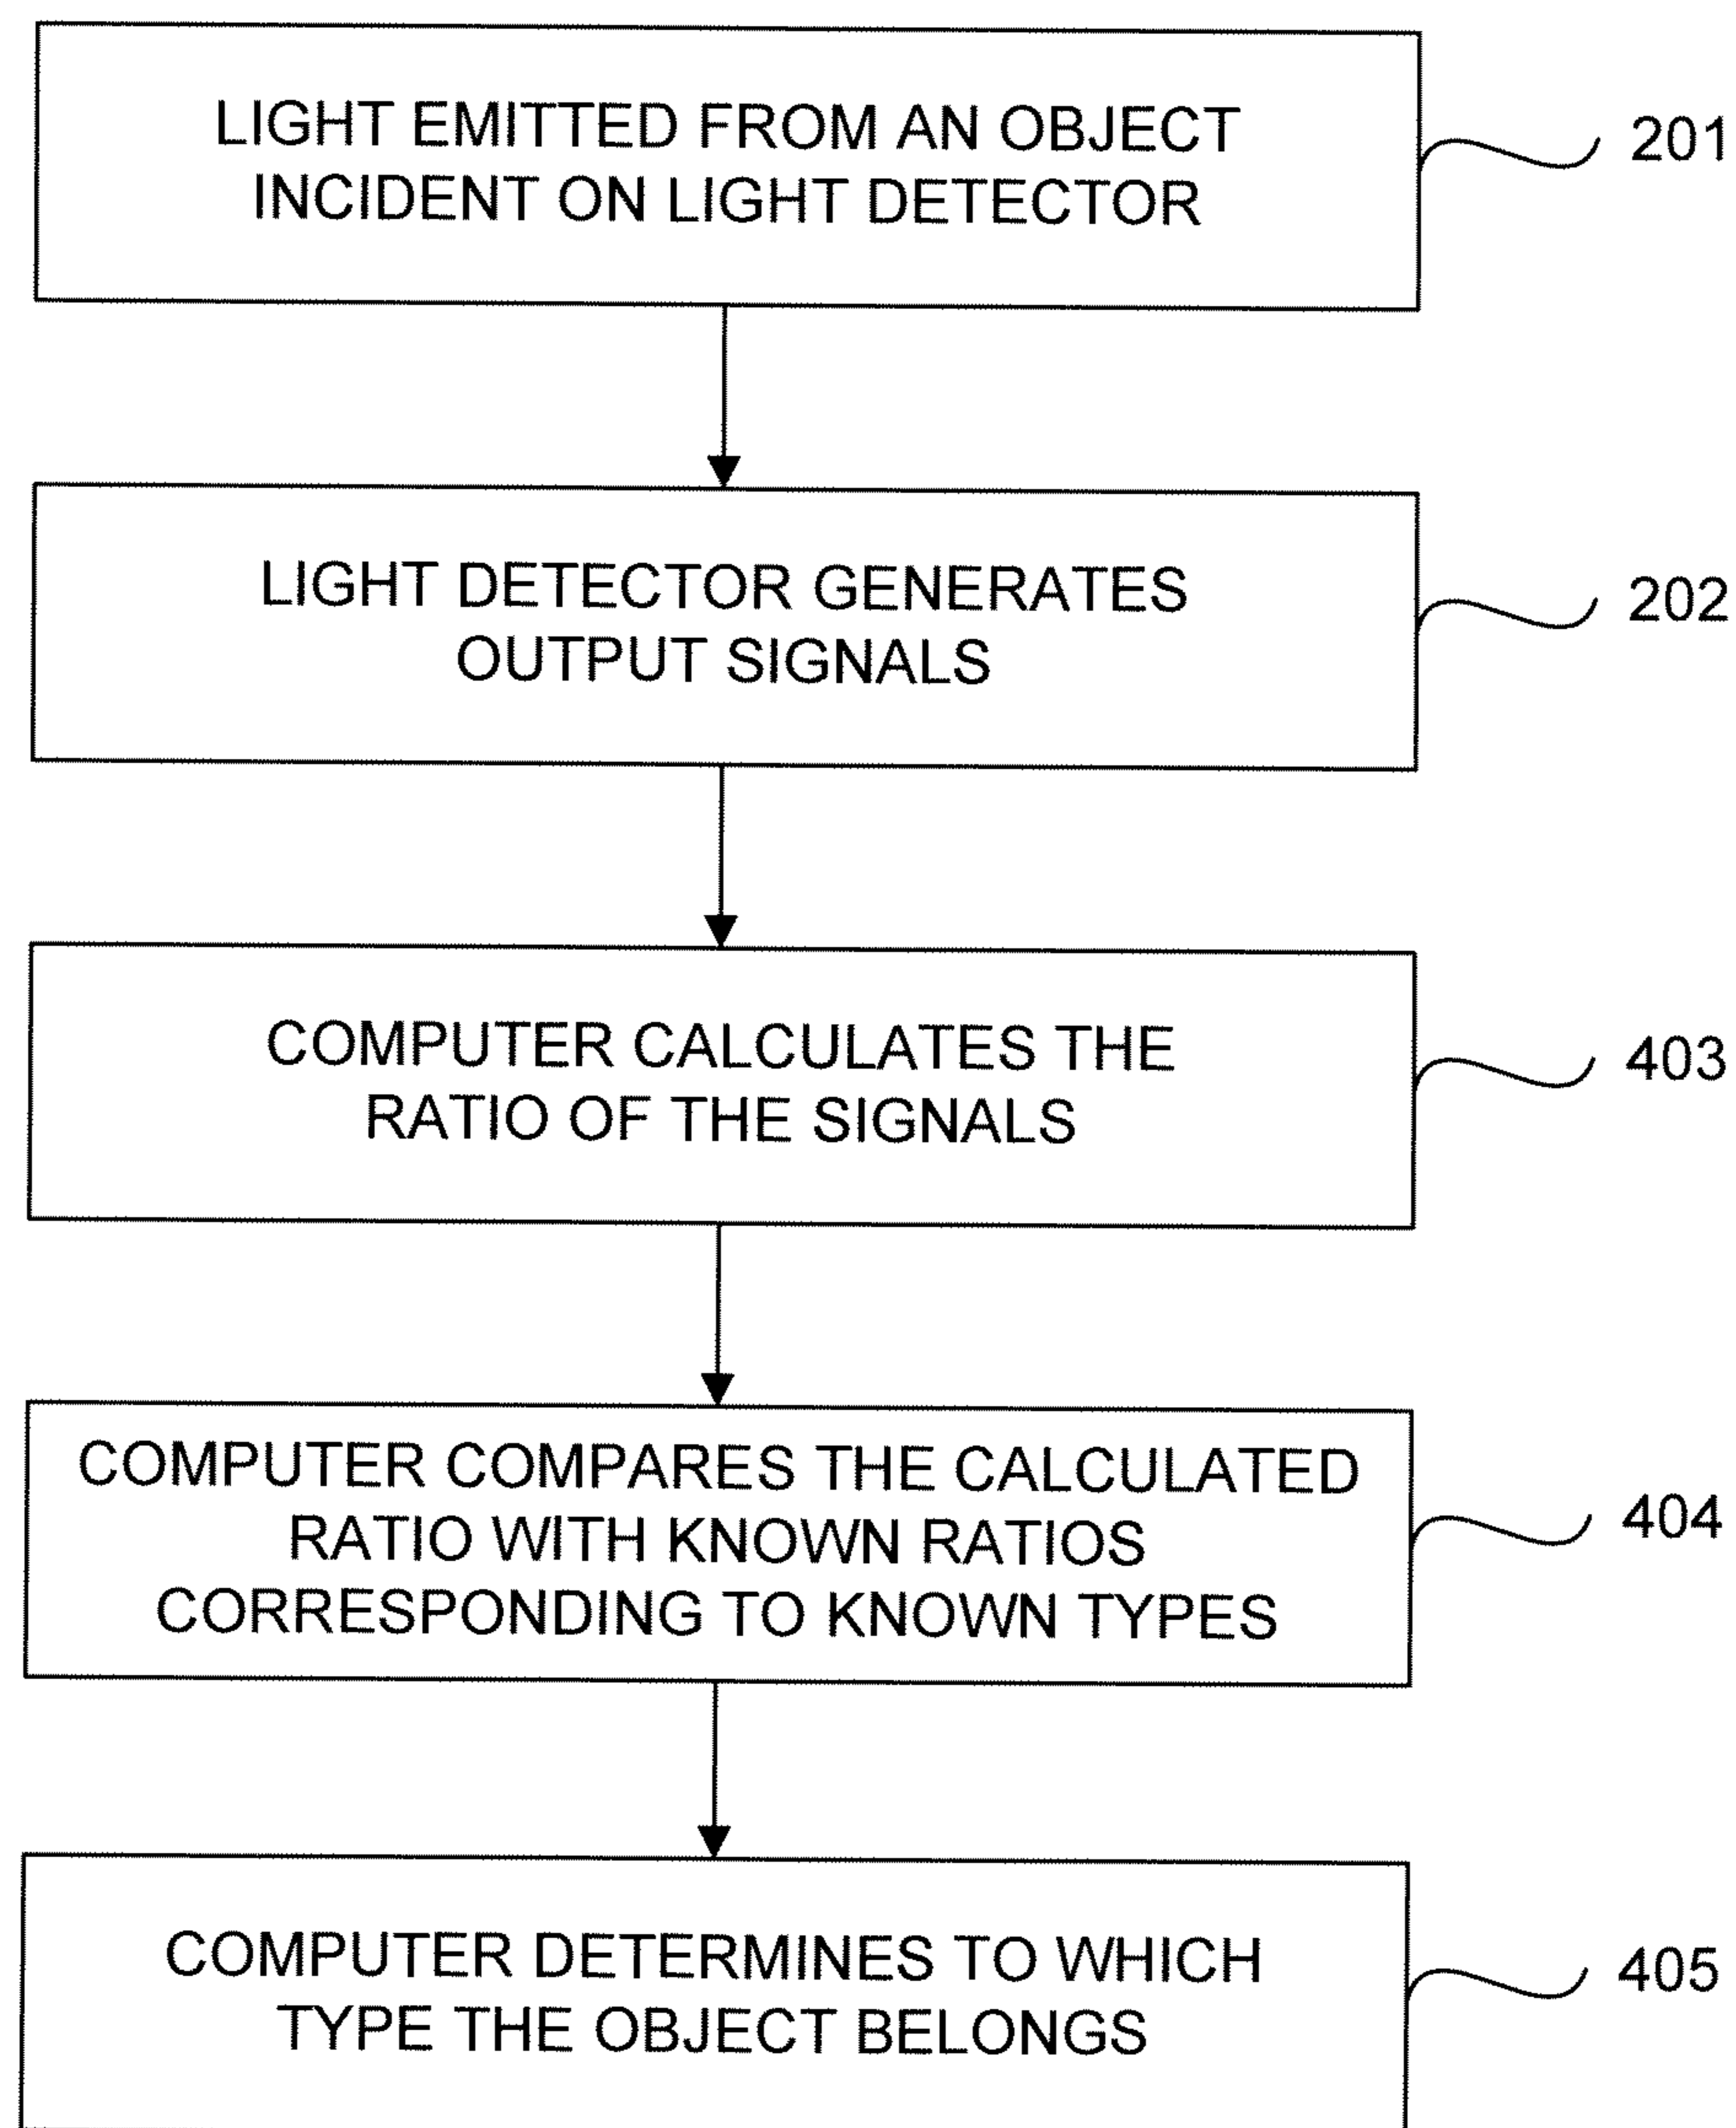 LIGHT EMITTED FROM AN OBJECT
INCIDENT ON LIGHT DETECTOR
201
LIGHT DETECTOR GENERATES
OUTPUT SIGNALS
202
COMPUTER CALCULATES THE
RATIO OF THE SIGNALS
403
COMPUTER COMPARES THE CALCULATED
RATIO WITH KNOWN RATIOS
CORRESPONDING TO KNOWN TYPES
404
COMPUTER DETERMINES TO WHICH
TYPE THE OBJECT BELONGS
405